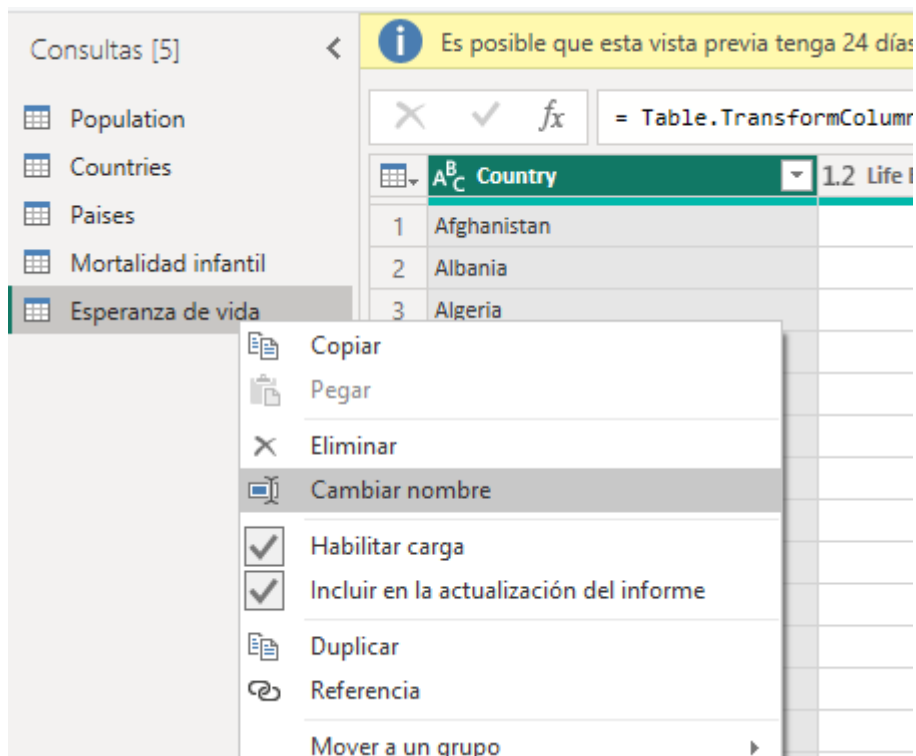 Consultas [5]
Es posible que esta vista previa tenga 24 días
Population
Countries
Paises
Mortalidad infantil
Esperanza de vida
fx
= Table.TransformColumn
ABC Country
1.2 Life
1 Afghanistan
2 Albania
3 Algeria
Copiar
Pegar
Eliminar
Cambiar nombre
Habilitar carga
Incluir en la actualización del informe
Duplicar
Referencia
Mover a un grupo